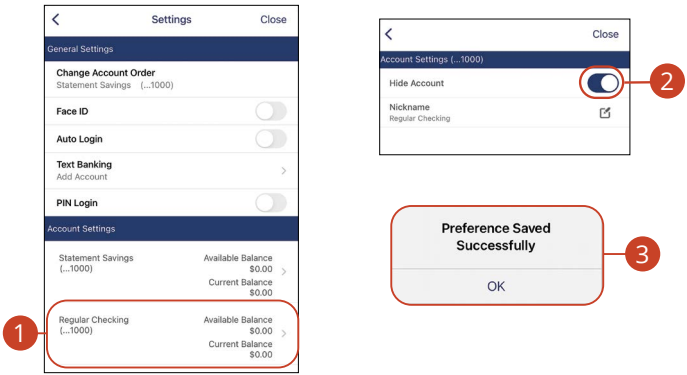 Settings
Close
General Settings
Change Account Order
Statement Savings (...1000)
Face ID
Auto Login
Text Banking
Add Account
PIN Login
Account Settings
Statement Savings
(...1000)
Available Balance
$0.00
Current Balance
$0.00
1
Regular Checking
(...1000)
Available Balance
$0.00
Current Balance
$0.00
Close
Account Settings (...1000)
Hide Account
2
Nickname
Regular Checking
Preference Saved
Successfully
3
OK